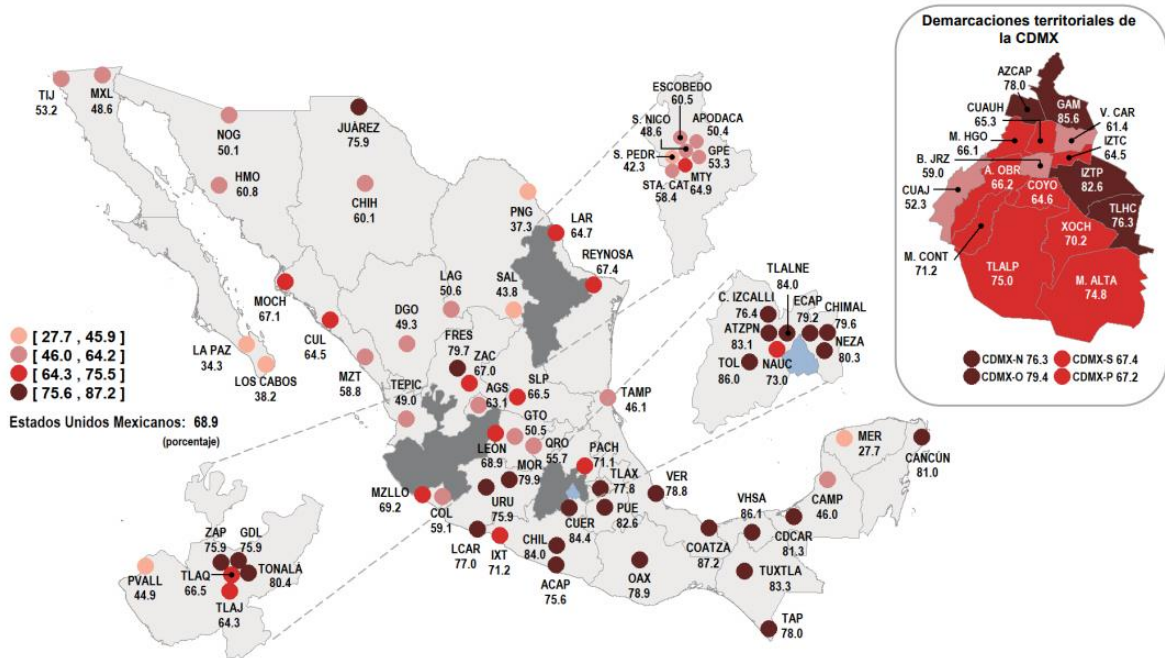 Demarcaciones territoriales de
la CDMX
AZCAP
78.0
GAM
85.6
CUAUH
65.3
V. CAR
61.4
M. HGO
66.1
IZTC
64.5
B. JRZ
59.0
A. OBR
66.2
COYO
64.6
IZTP
82.6
CUAJ
52.3
TLHC
76.3
XOCH
70.2
M. CONT
71.2
TLALP
75.0
M. ALTA
74.8
CDMX-N 76.3
CDMX-S 67.4
CDMX-O 79.4
CDMX-P 67.2
TIJ
53.2
MXL
48.6
NOG
50.1
JUÁREZ
75.9
HMO
60.8
CHIH
60.1
ESCOBEDO
60.5
S. NICO
48.6
APODACA
50.4
S. PEDR
42.3
GPE
53.3
MTY
64.9
STA. CAT
58.4
PNG
37.3
LAR
64.7
REYNOSA
67.4
MOCH
67.1
CUL
64.5
LAG
50.6
SAL
43.8
DGO
49.3
LA PAZ
34.3
LOS CABOS
38.2
MZT
58.8
FRES
79.7
ZAC
67.0
TEPIC
49.0
AGS
63.1
SLP
66.5
TAMP
46.1
TLALNE
84.0
C. IZCALLI
76.4
ECAP
79.2
CHIMAL
79.6
ATZPN
83.1
NEZA
80.3
TOL
86.0
NAUC
73.0
[ 27.7 , 45.9 ]
[ 46.0 , 64.2 ]
[ 64.3 , 75.5 ]
[ 75.6 , 87.2 ]
Estados Unidos Mexicanos: 68.9
(porcentaje)
GTO
50.5
LEÓN
68.9
QRO
55.7
MOR
79.9
PACH
71.1
TLAX
77.8
MZLLO
69.2
COL
59.1
URU
75.9
CUER
84.4
PUE
82.6
VER
78.8
LCAR
77.0
IXT
71.2
CHIL
84.0
ACAP
75.6
OAX
78.9
COATZA
87.2
VHSA
86.1
CDCAR
81.3
TUXTLA
83.3
TAP
78.0
MER
27.7
CANCÚN
81.0
CAMP
46.0
ZAP
75.9
GDL
75.9
PVALL
44.9
TLAQ
66.5
TONALÁ
80.4
TLAJ
64.3